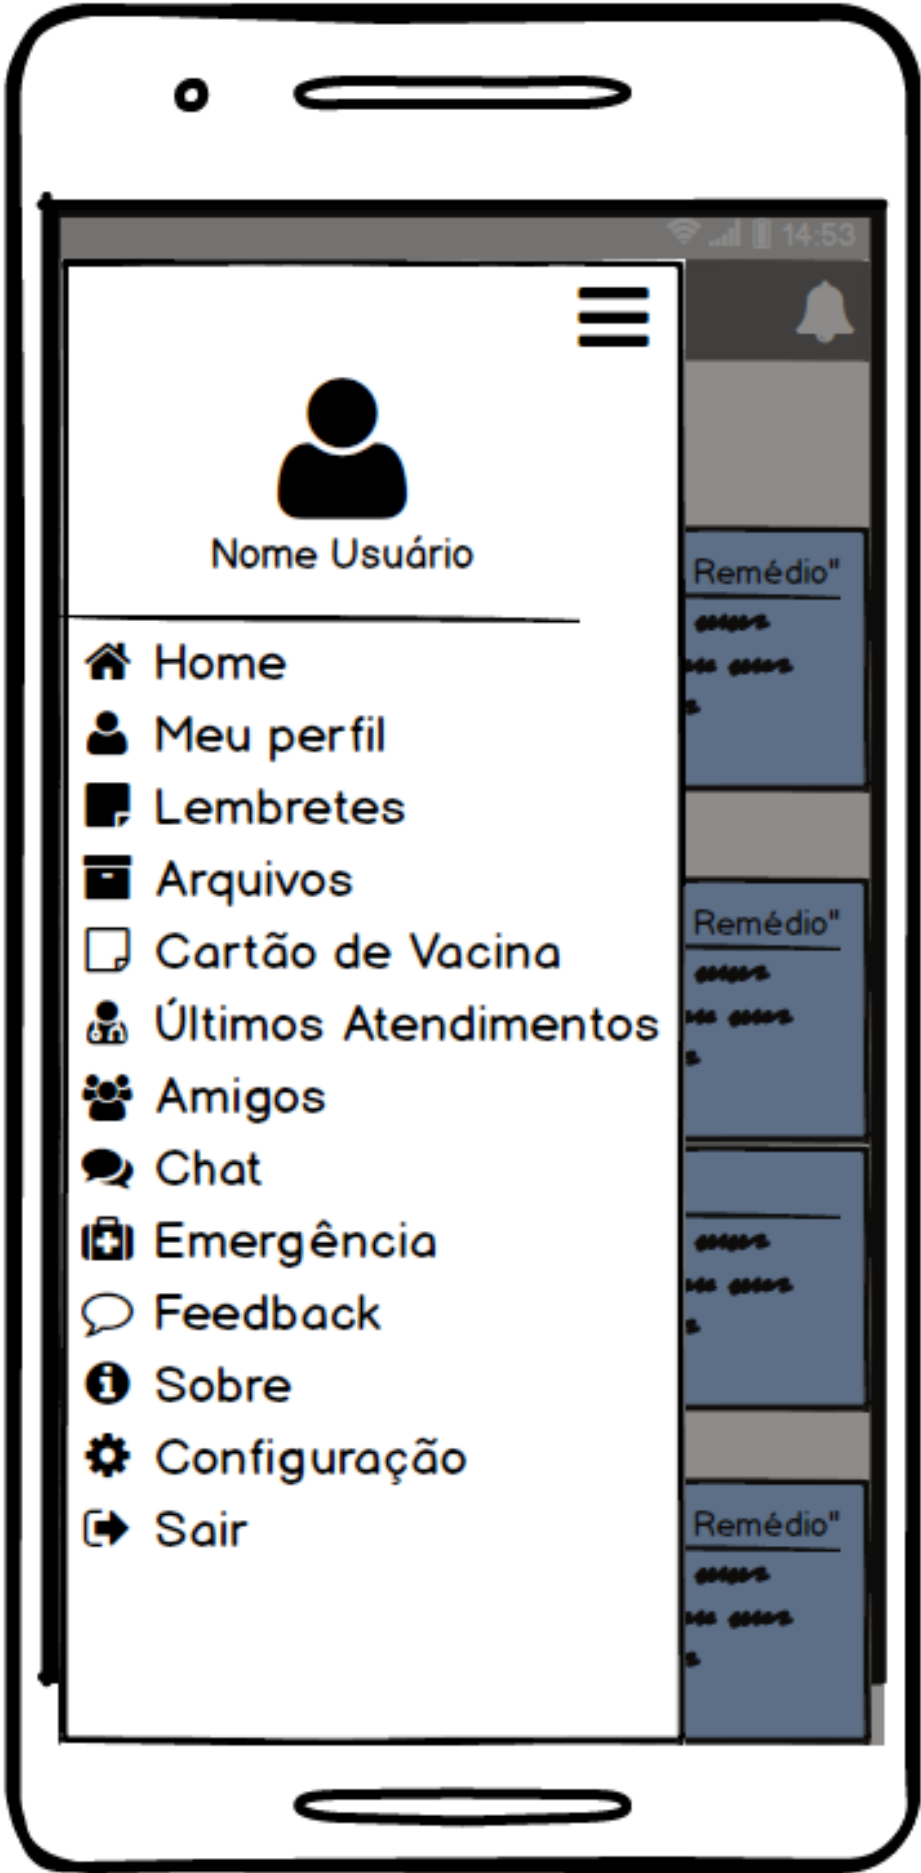 14:53
Nome Usuário
Home
Meu perfil
Lembretes
Arquivos
Cartão de Vacina
Últimos Atendimentos
Amigos
Chat
Emergência
Feedback
Sobre
Configuração
Sair
Remédio"
Remédio"
Remédio"